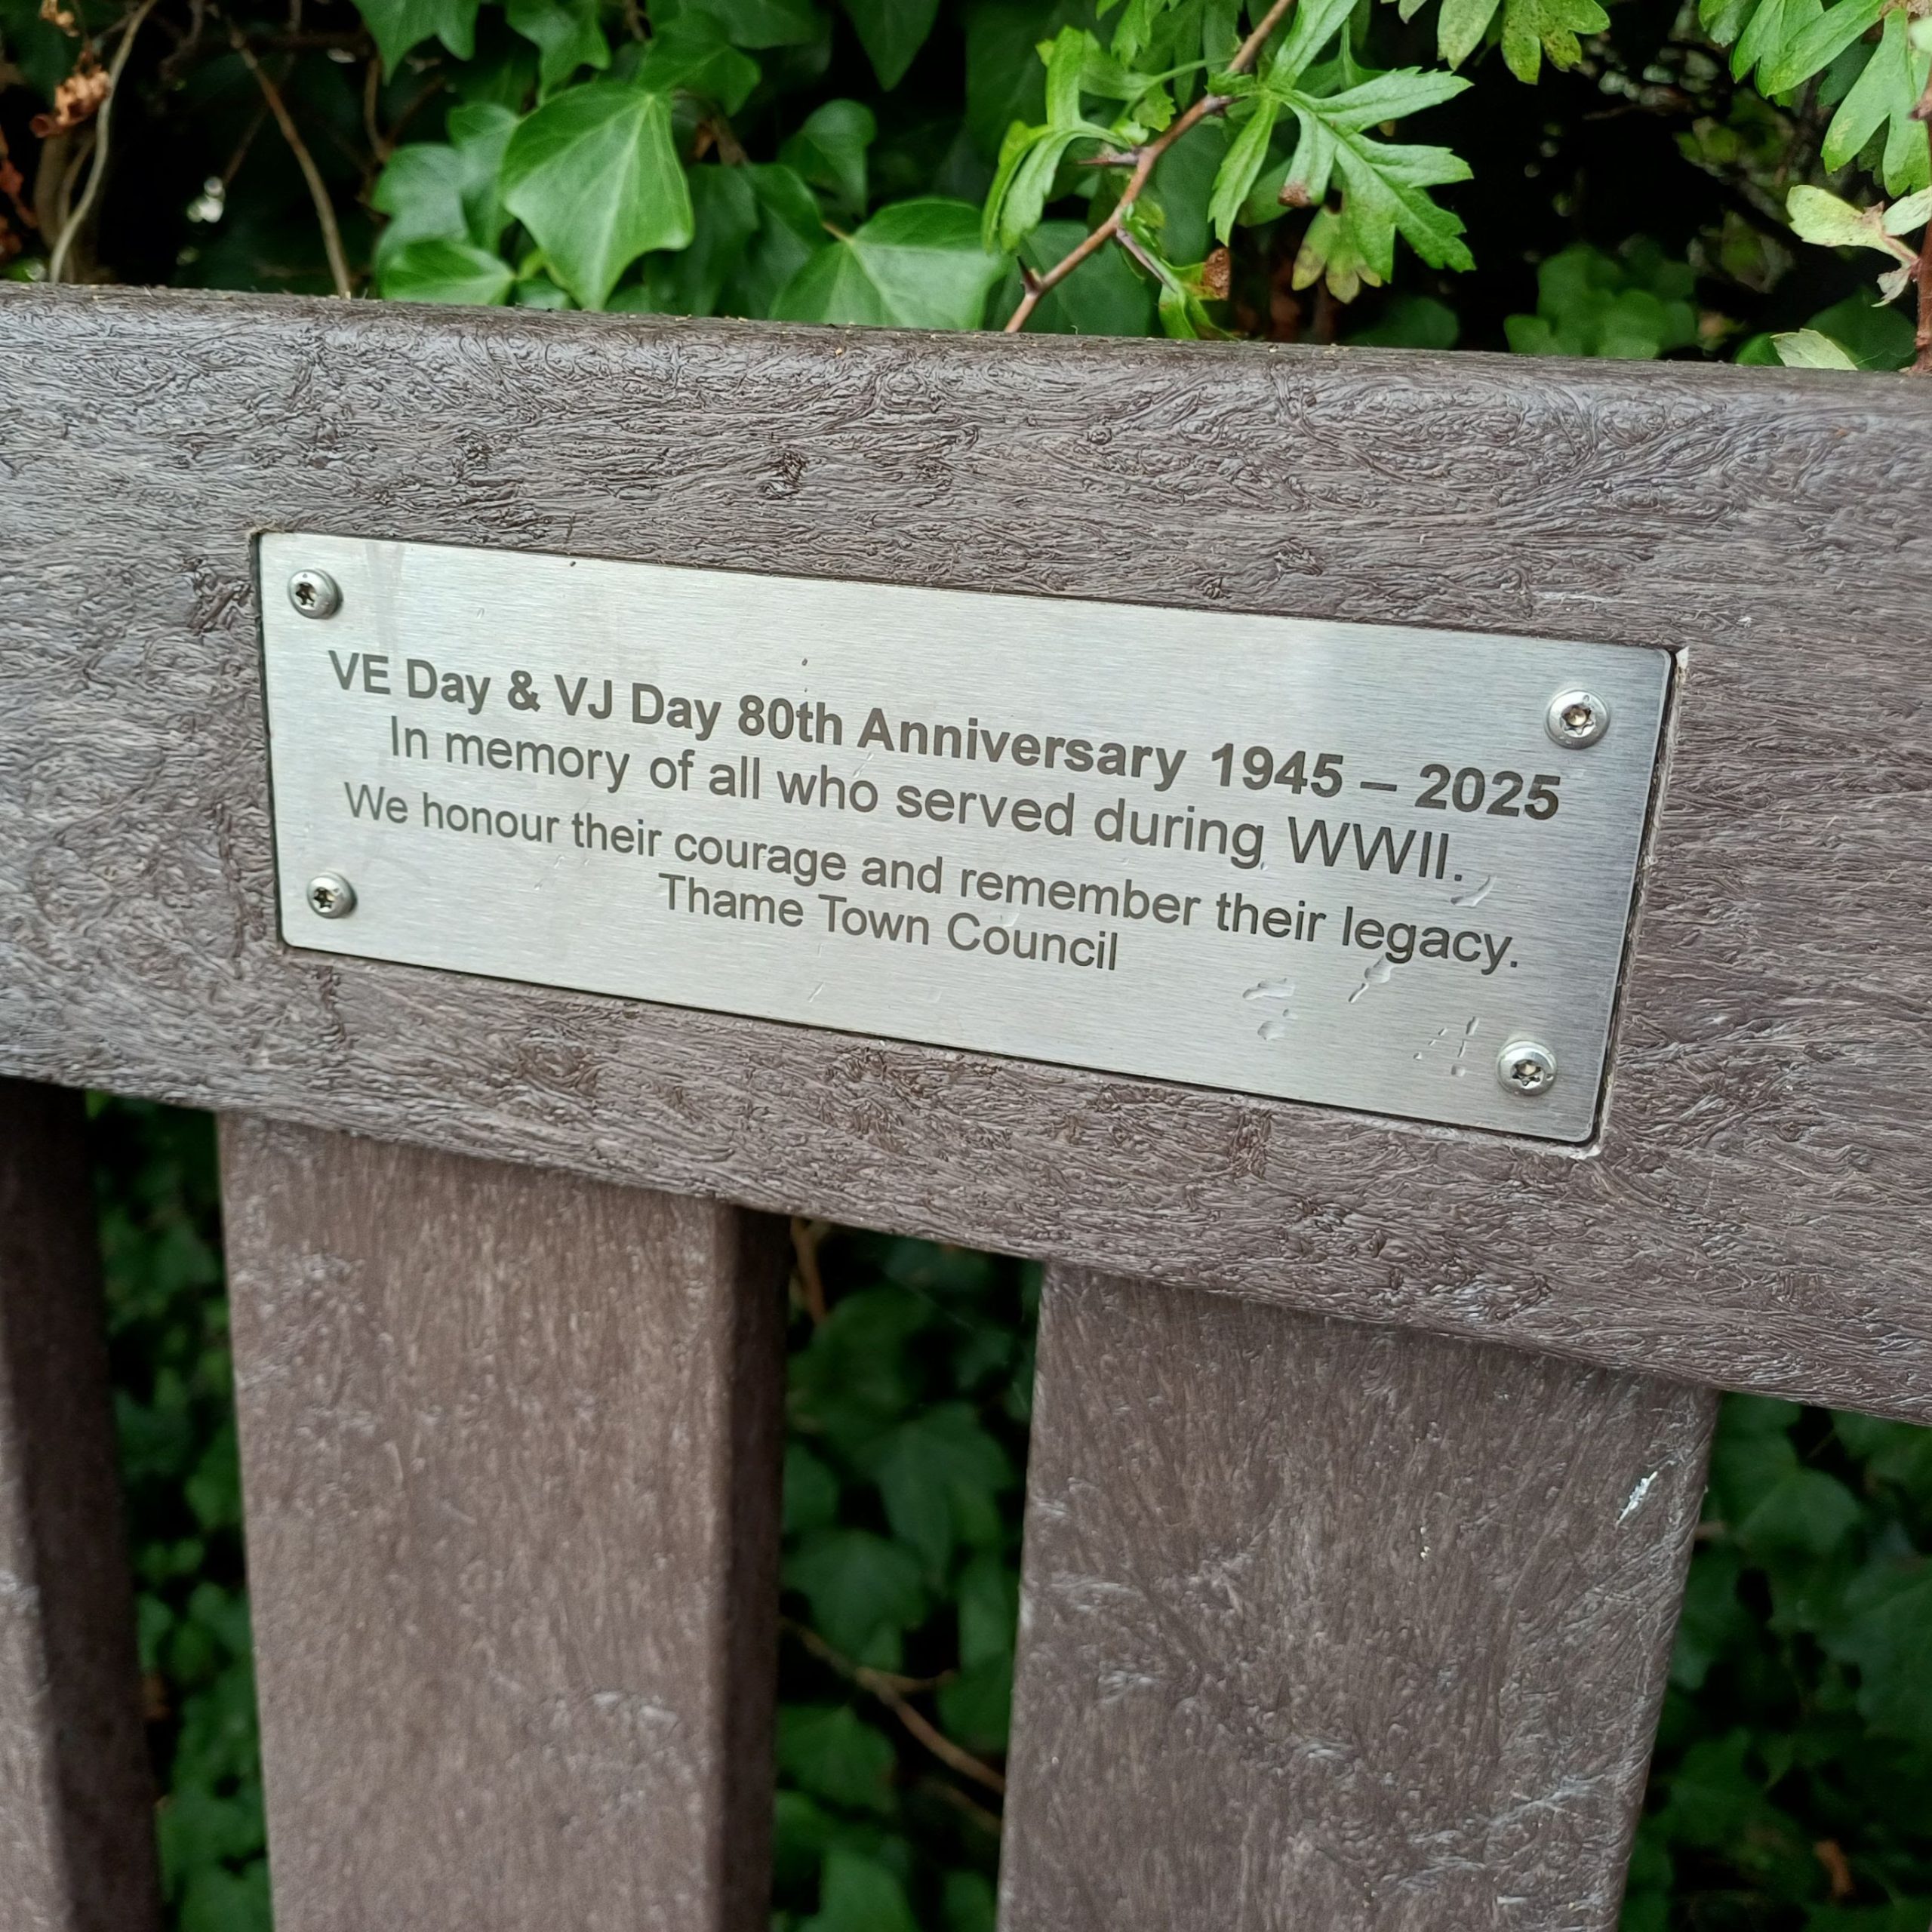 VE Day & VJ Day 80th Anniversary 1945 – 2025
In memory of all who served during WWII.
We honour their courage and remember their legacy.
Thame Town Council